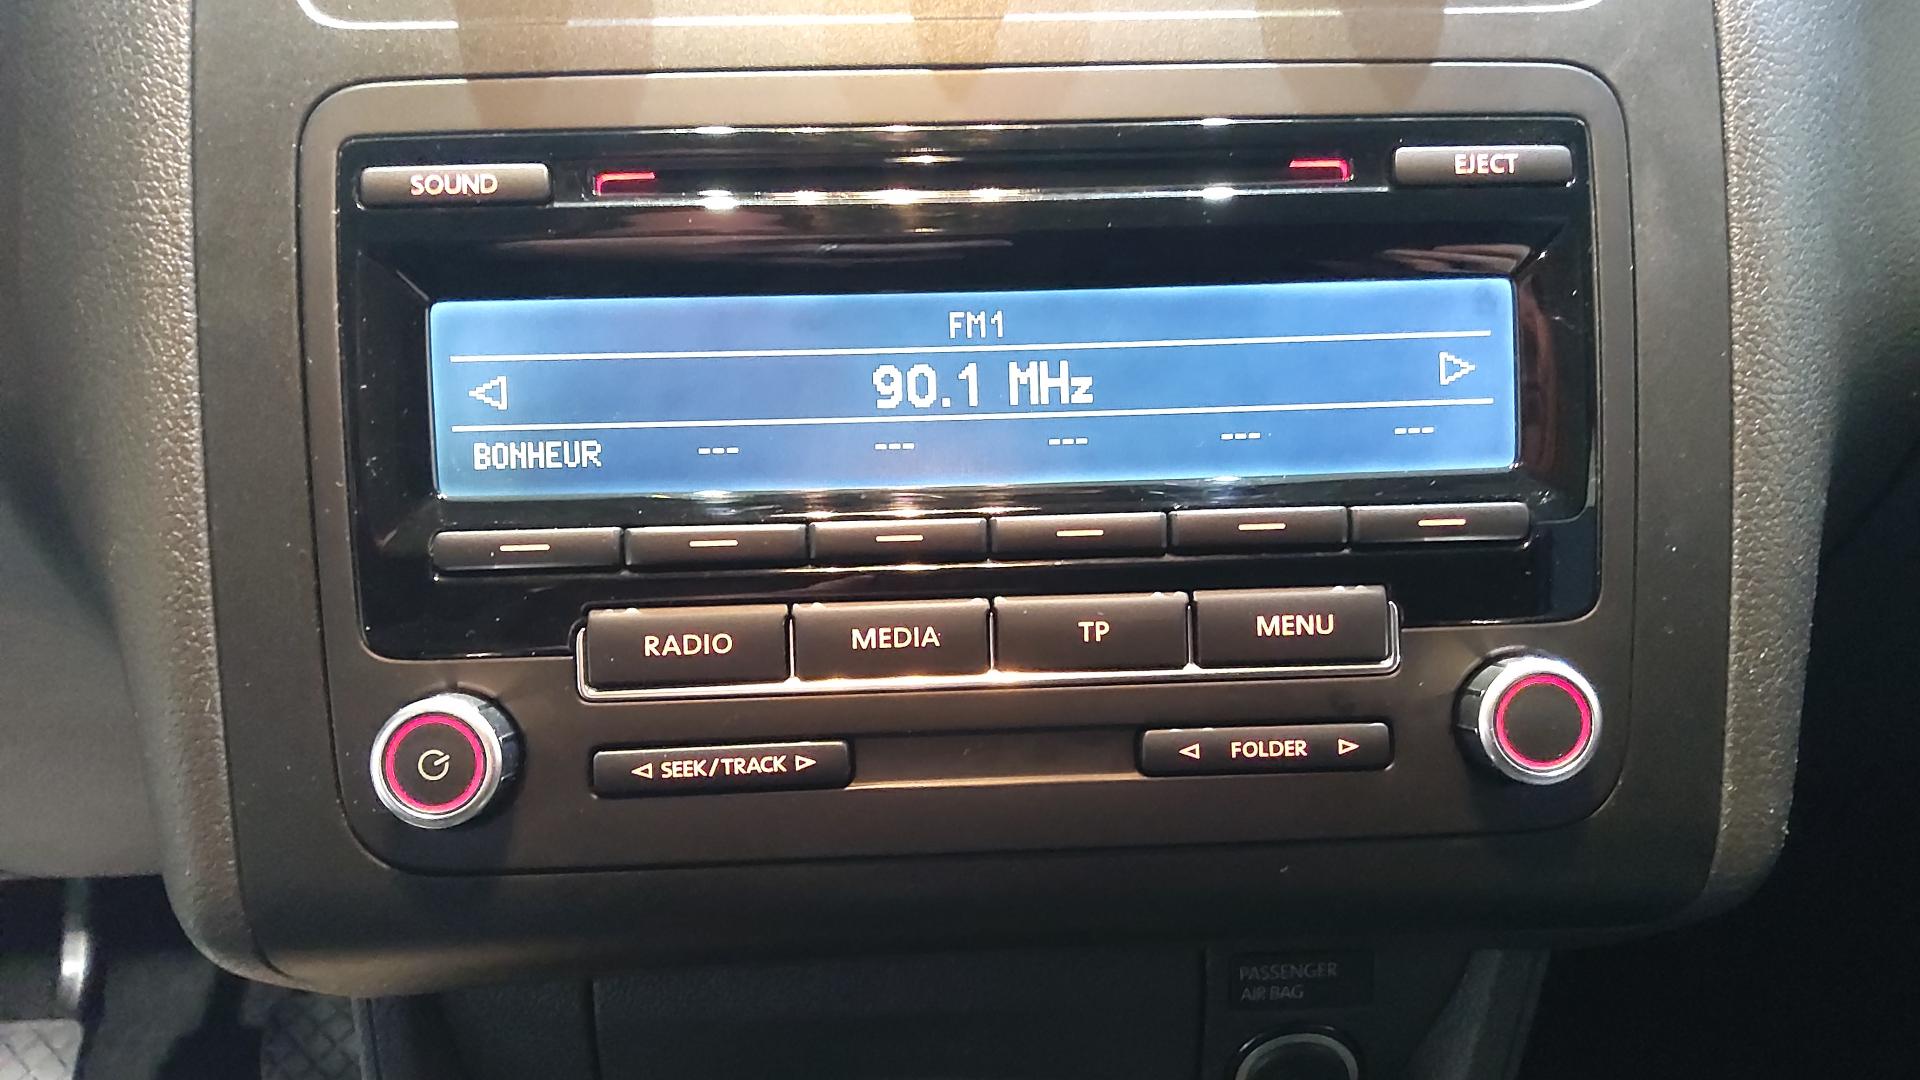 SOUND
EJECT
FM1
90.1 MHz
BONHEUR --- --- --- --- ---
RADIO MEDIA TP MENU
SEEK/TRACK
FOLDER
PASSENGER
AIR BAG